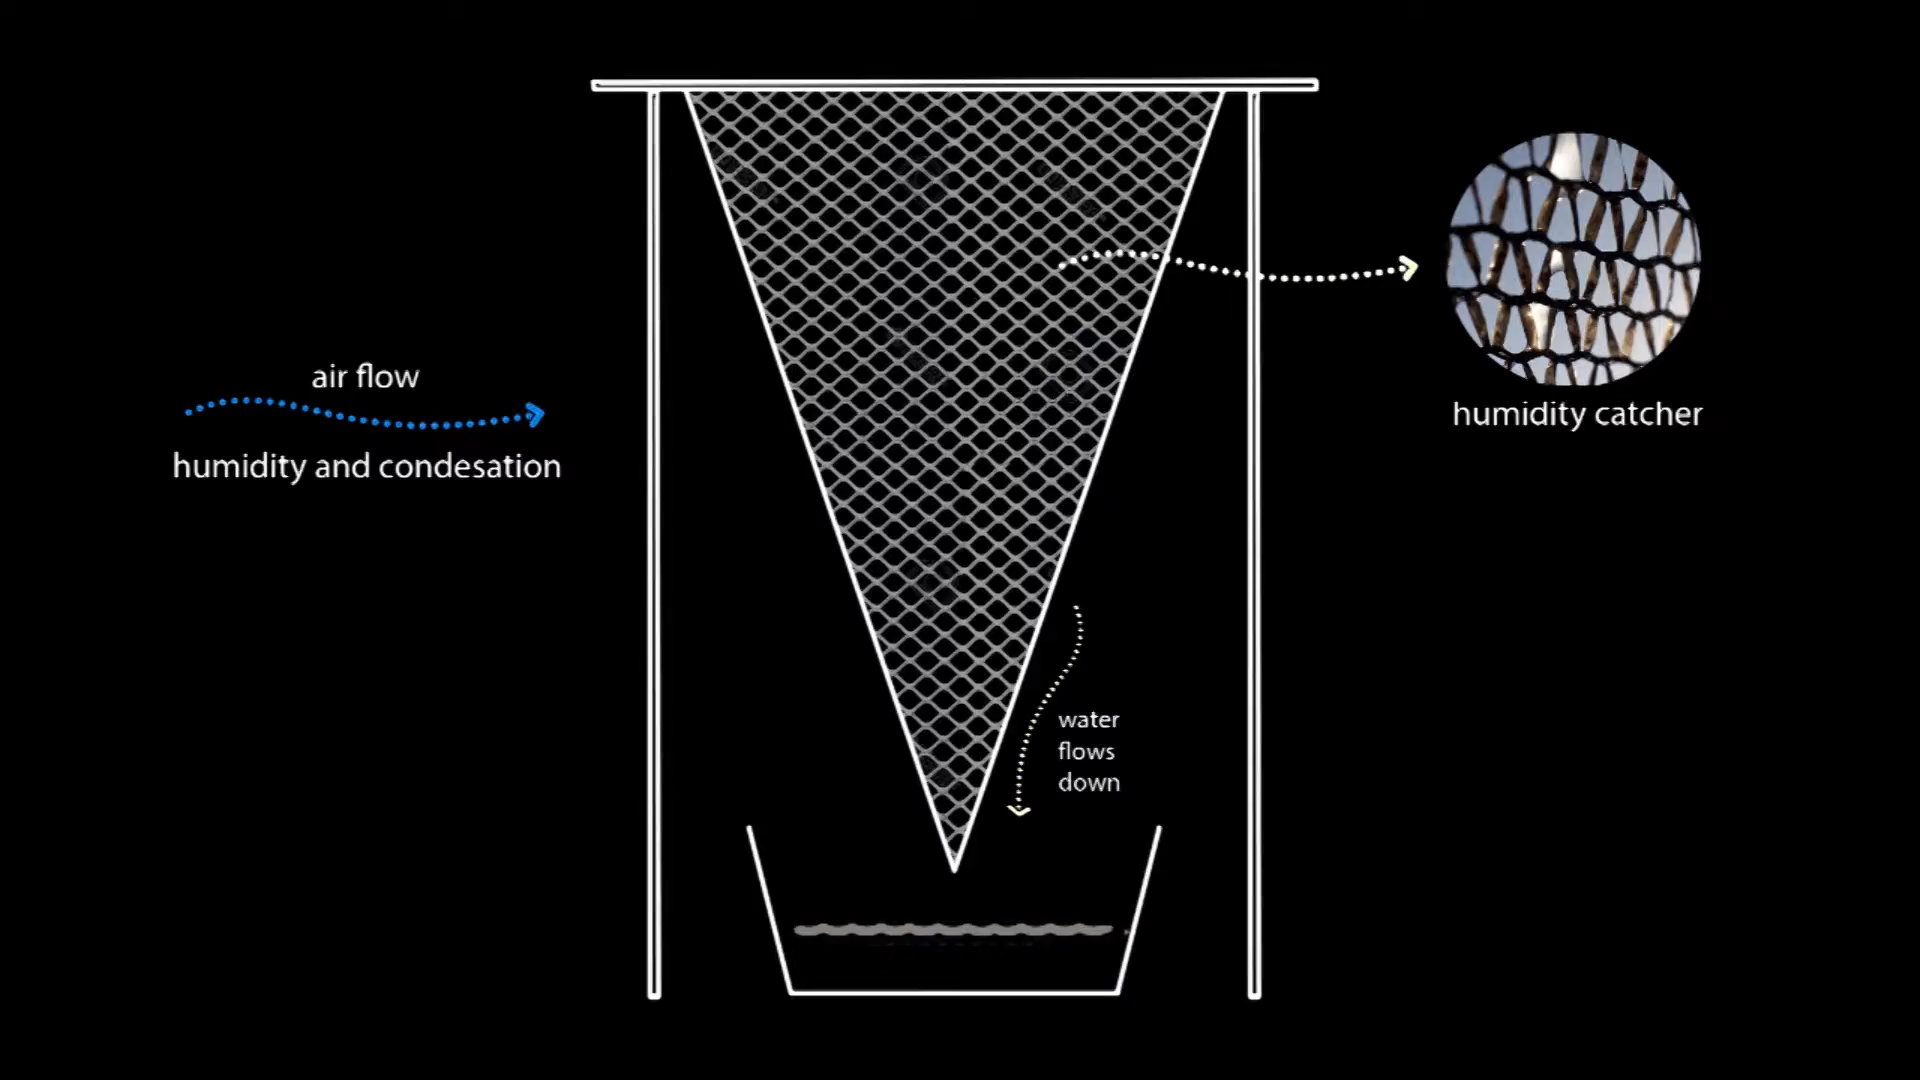 air flow
humidity and condesation
humidity catcher
water
flows
down